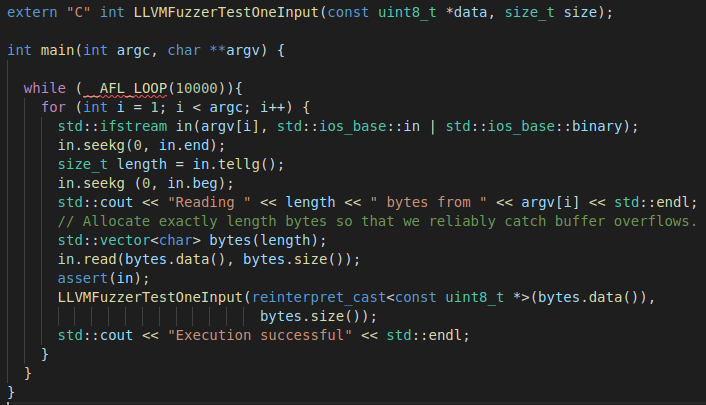 extern "C" int LLVMFuzzerTestOneInput(const uint8_t *data, size_t size);
int main(int argc, char **argv) {
while (__AFL_LOOP(10000)){
for (int i = 1; i < argc; i++) {
std::ifstream in(argv[i], std::ios_base::in | std::ios_base::binary);
in.seekg(0, in.end);
size_t length = in.tellg();
in.seekg (0, in.beg);
std::cout << "Reading " << length << " bytes from " << argv[i] << std::endl;
// Allocate exactly length bytes so that we reliably catch buffer overflows.
std::vector<char> bytes(length);
in.read(bytes.data(), bytes.size());
assert(in);
LLVMFuzzerTestOneInput(reinterpret_cast<const uint8_t *>(bytes.data()),
bytes.size());
std::cout << "Execution successful" << std::endl;
}
}
}